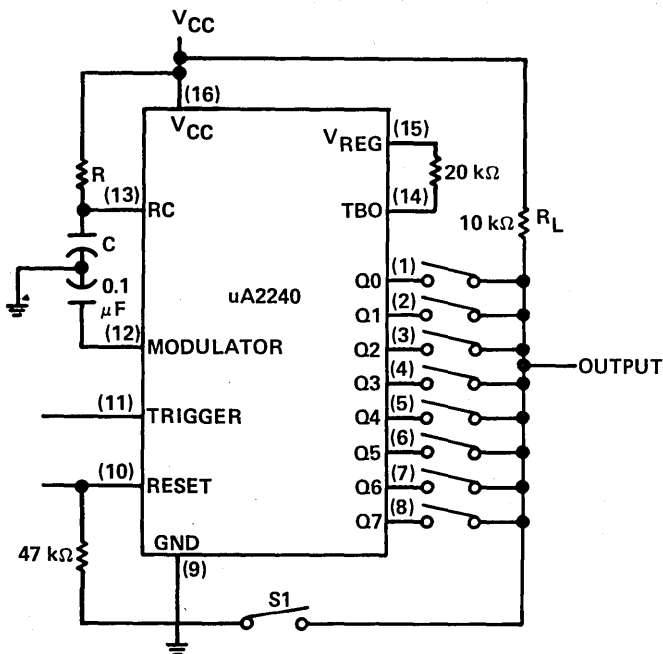 VCC
(16)
VCC
VREG
(15)
20 kΩ
(14)
TBO
R
(13)
RC
10 kΩ
RL
C
0.1
μF
uA2240
Q0
(1)
Q1
(2)
(12)
MODULATOR
Q2
(3)
OUTPUT
Q3
(4)
(11)
TRIGGER
Q4
(5)
Q5
(6)
(10)
RESET
Q6
(7)
Q7
(8)
47 kΩ
GND
(9)
S1